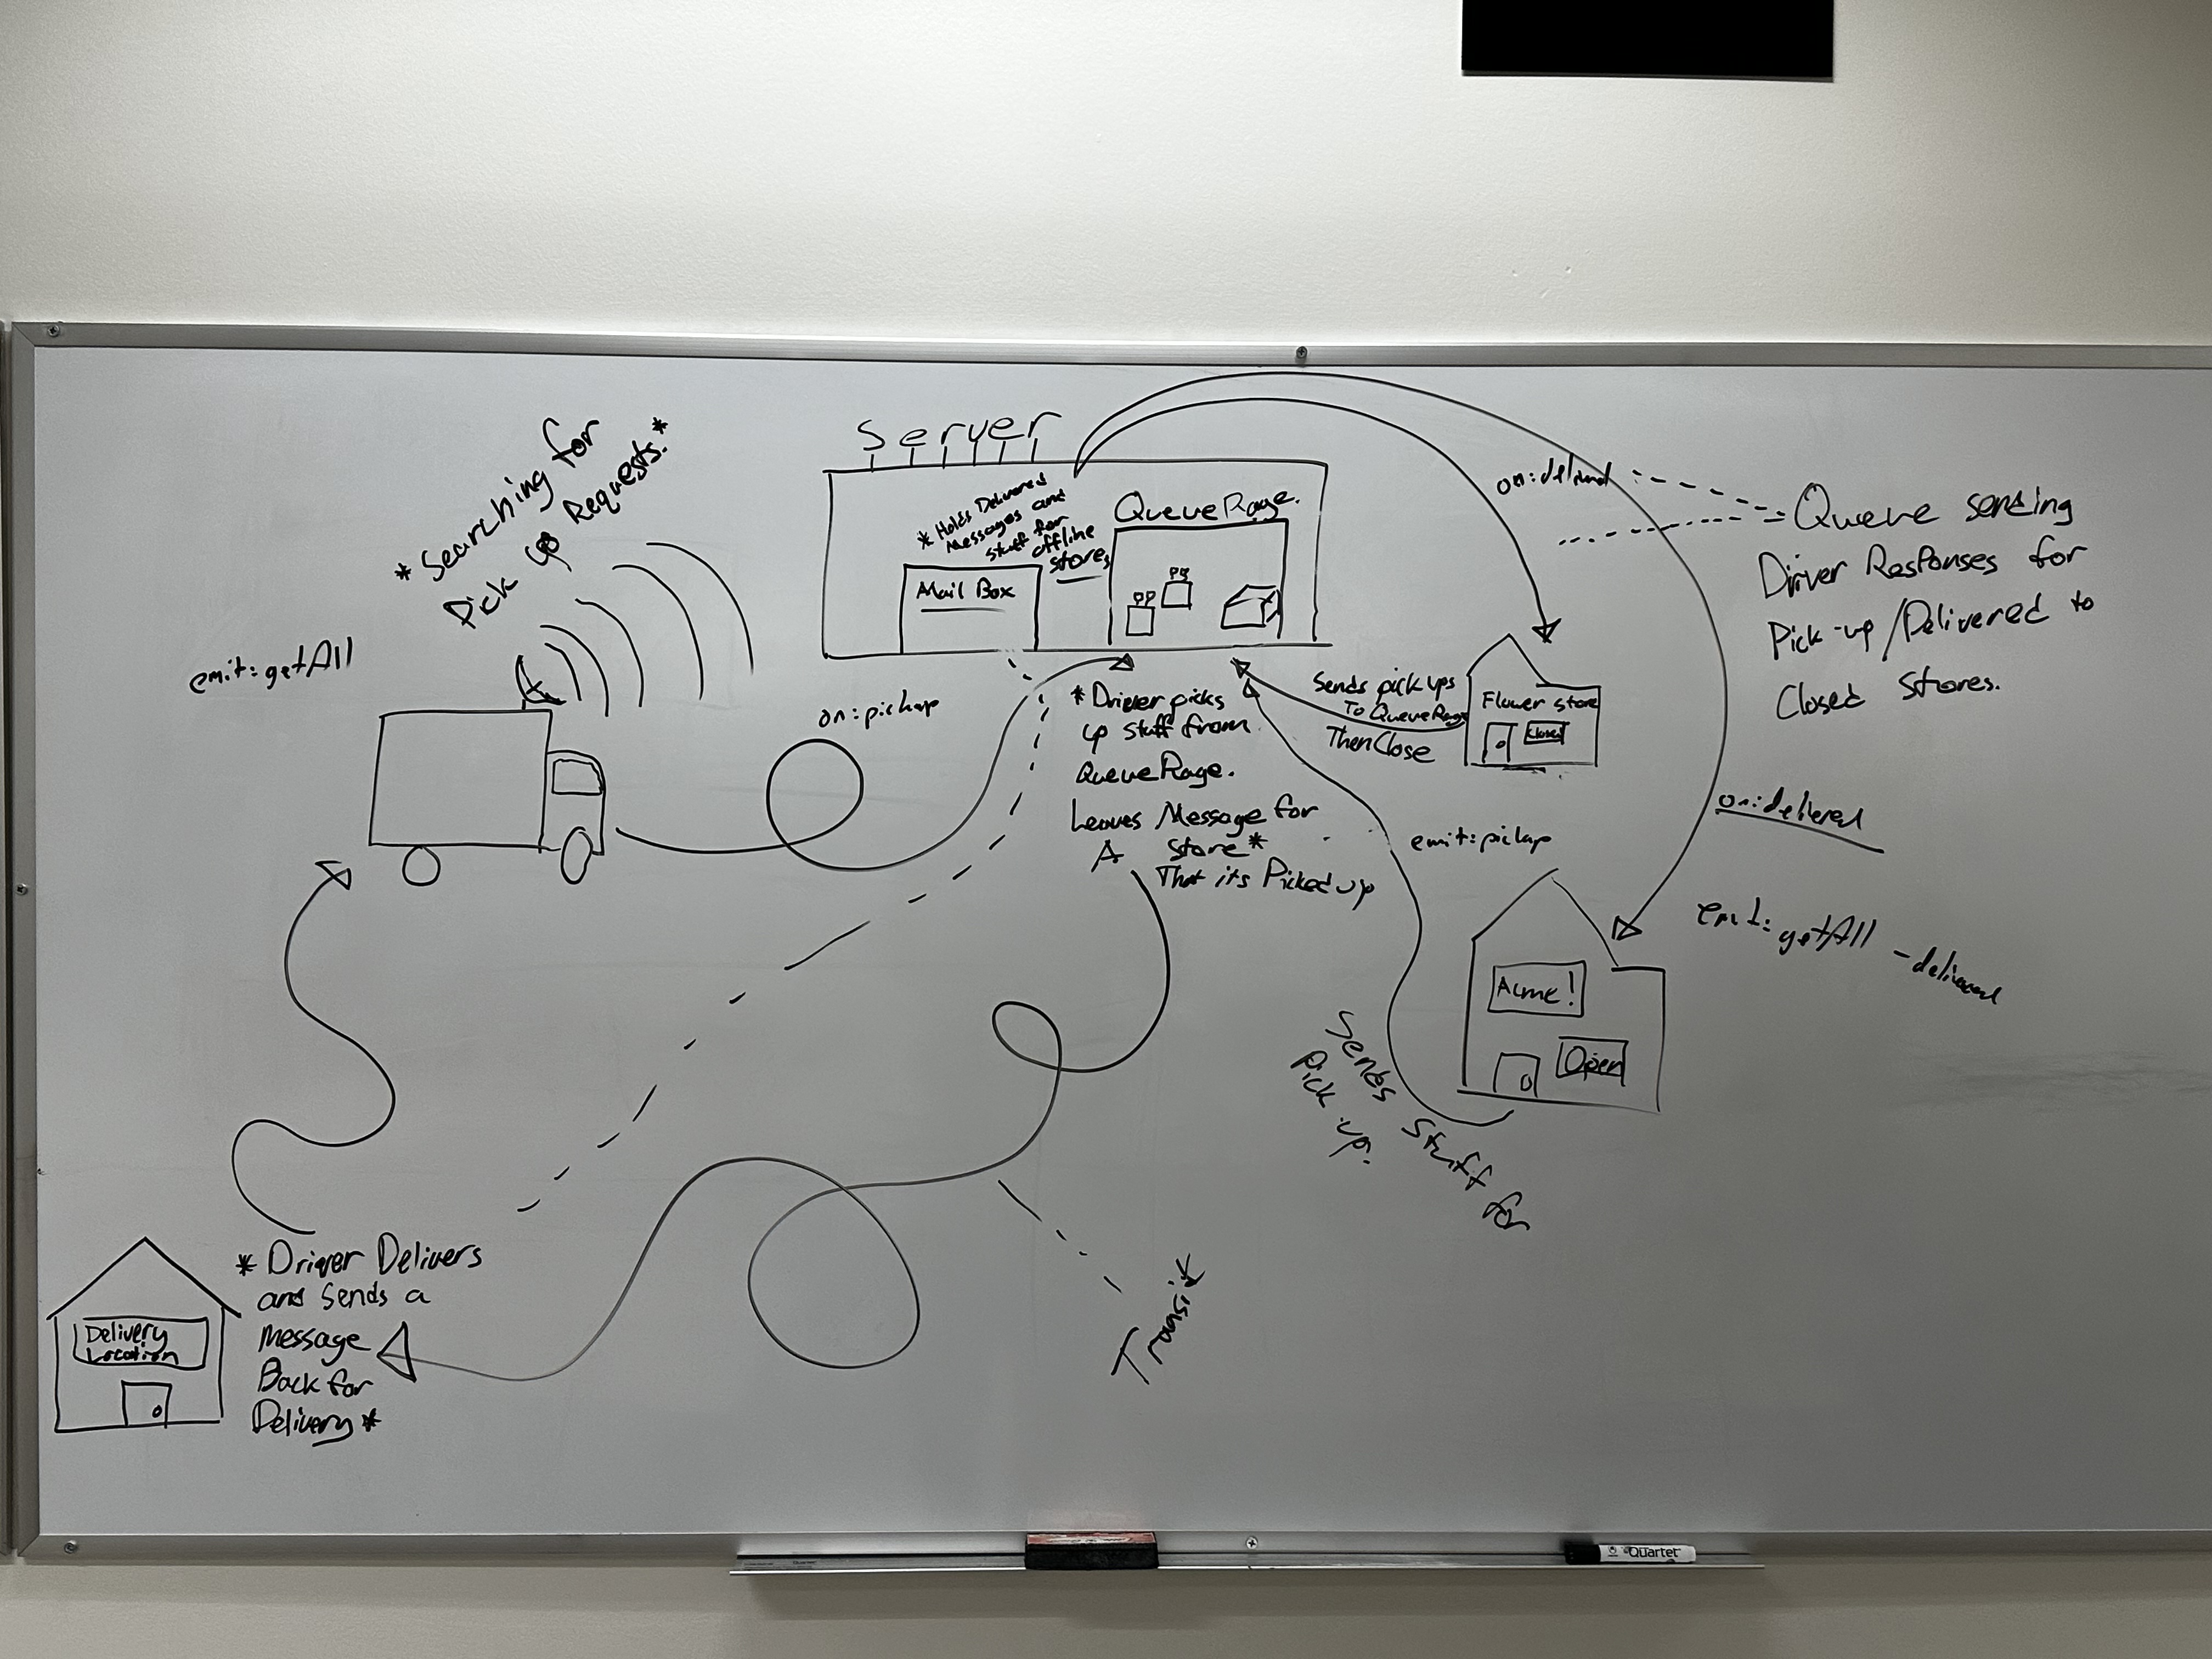 Server
* Searching for
Pick up Requests. *
emit: getAll
* Holds Delivered
Messages and
stuff for
offline
stores
Mail Box
QueueRage.
on: pickup
* Driver picks
up stuff from
QueueRage.
Leaves Message for
A store *
That its Picked up
Sends pick ups
To QueueRage
Then Close
Flower store
Closed
on: delivered
Queue sending
Driver Responses for
Pick-up / Delivered to
Closed Stores.
on: delivered
emit: pickup
emit: getAll - delivered
Acme!
Open
Sends Stuff for
Pick up.
Transit
Delivery
Location
* Driver Delivers
and Sends a
Message
Back for
Delivery *
Quartet